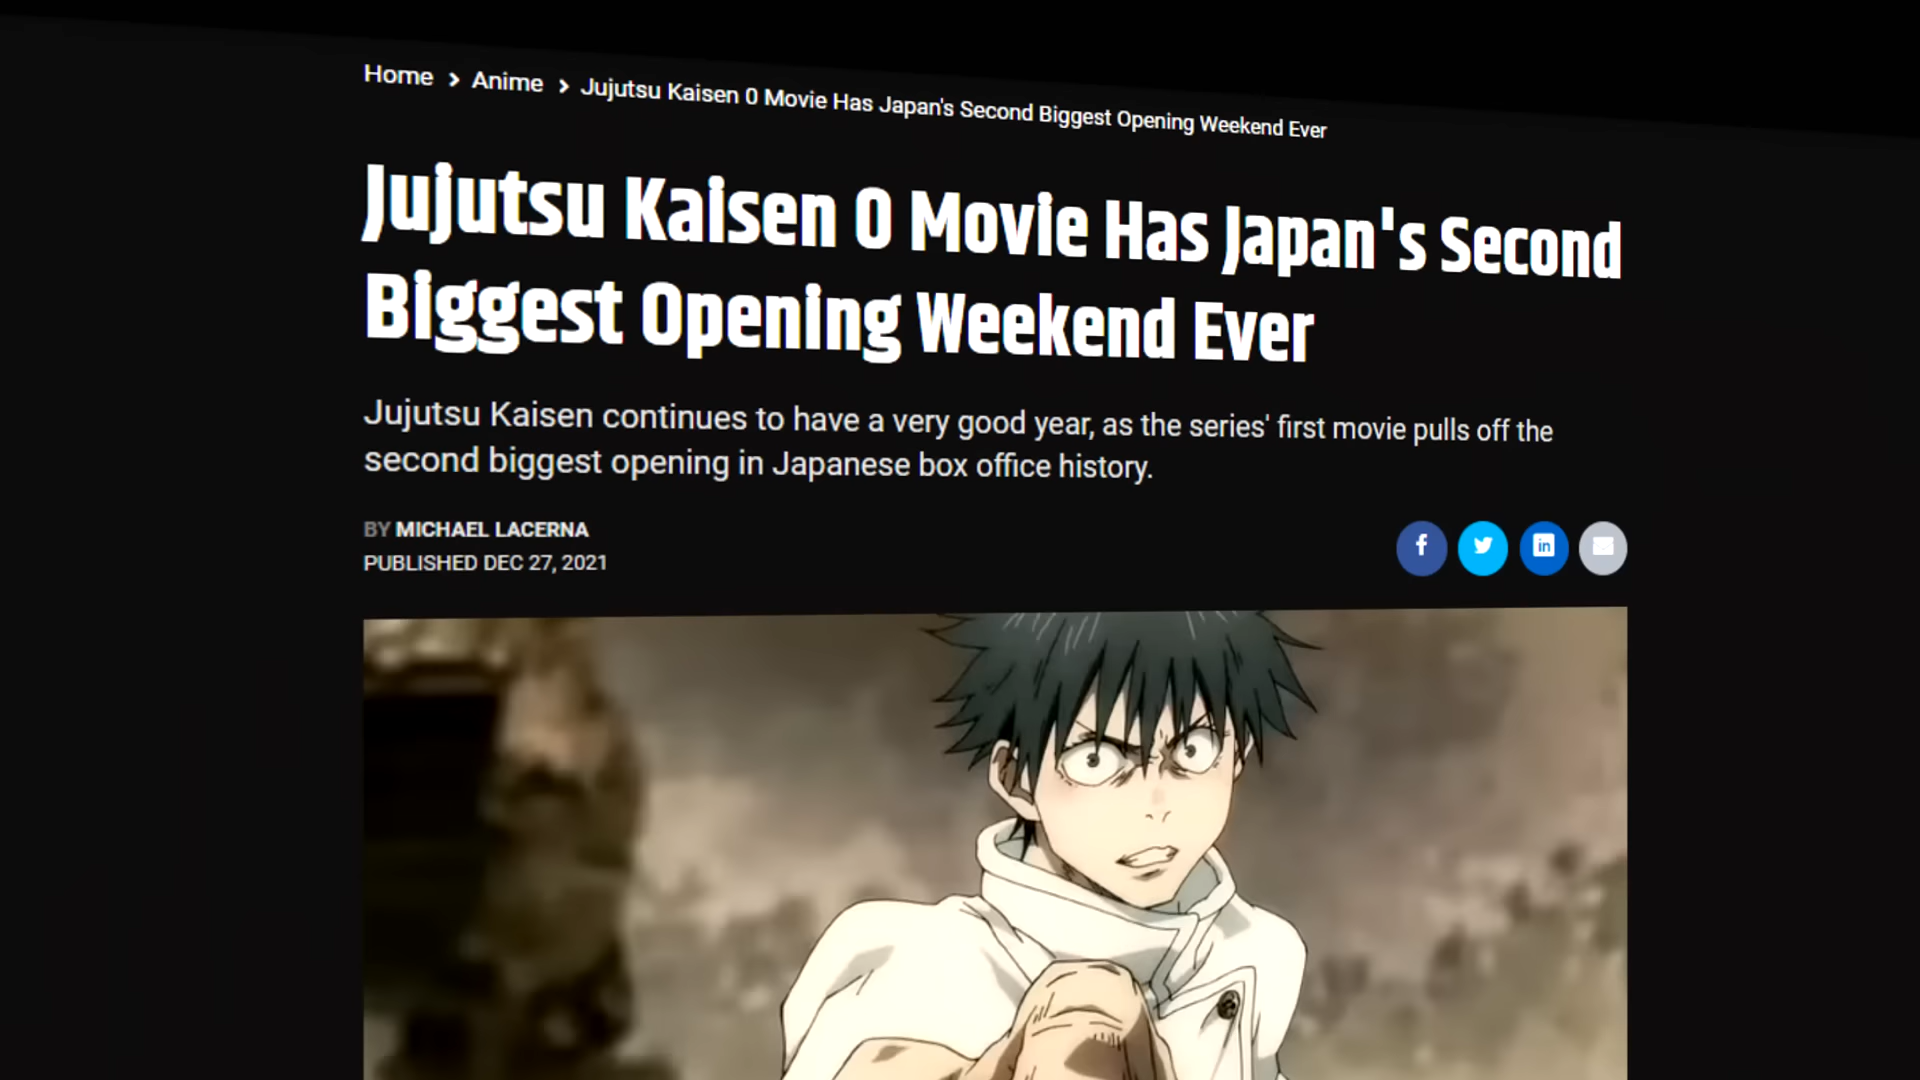 Home > Anime > Jujutsu Kaisen 0 Movie Has Japan's Second Biggest Opening Weekend Ever
Jujutsu Kaisen 0 Movie Has Japan's Second
Biggest Opening Weekend Ever
Jujutsu Kaisen continues to have a very good year, as the series' first movie pulls off the
second biggest opening in Japanese box office history.
BY MICHAEL LACERNA
PUBLISHED DEC 27, 2021
f
in